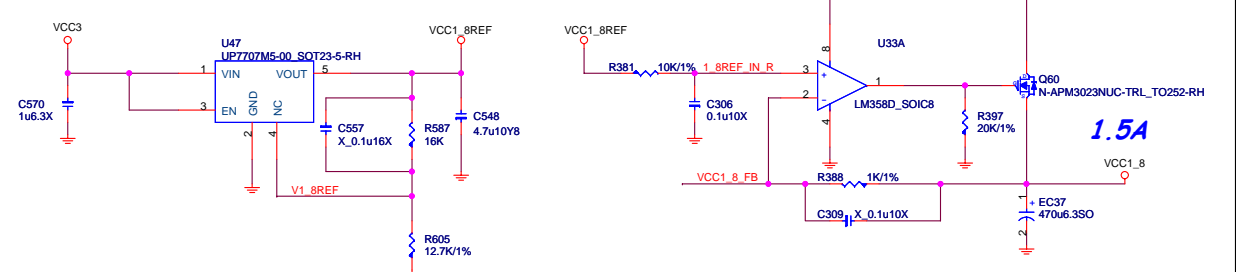 VCC3
VCC1_8REF
U47
UP7707M5-00_SOT23-5-RH
1
VIN
VOUT
5
3
EN
GND
NC
2
4
C570
1u6.3X
C557
X_0.1u16X
R587
16K
C548
4.7u10Y8
V1_8REF
R605
12.7K/1%
VCC1_8REF
R381
10K/1%
1_8REF_IN_R
C306
0.1u10X
8
U33A
3
+
1
2
-
LM358D_SOIC8
4
Q60
N-APM3023NUC-TRL_TO252-RH
R397
20K/1%
1.5A
VCC1_8
VCC1_8_FB
R388
1K/1%
C309
X_0.1u10X
1
+
EC37
470u6.3SO
2